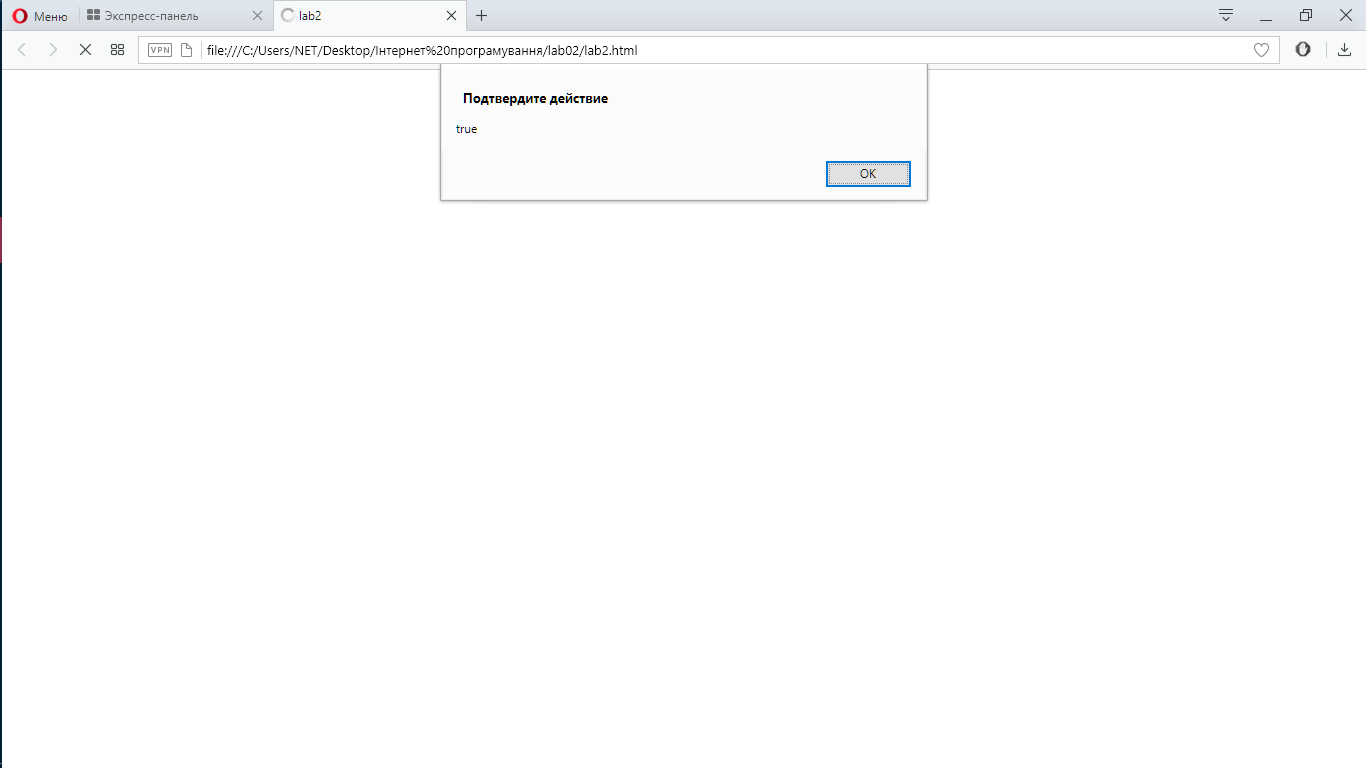 Меню
Экспресс-панель
lab2
VPN
file:///C:/Users/NET/Desktop/Інтернет%20програмування/lab02/lab2.html
Подтвердите действие
true
OK